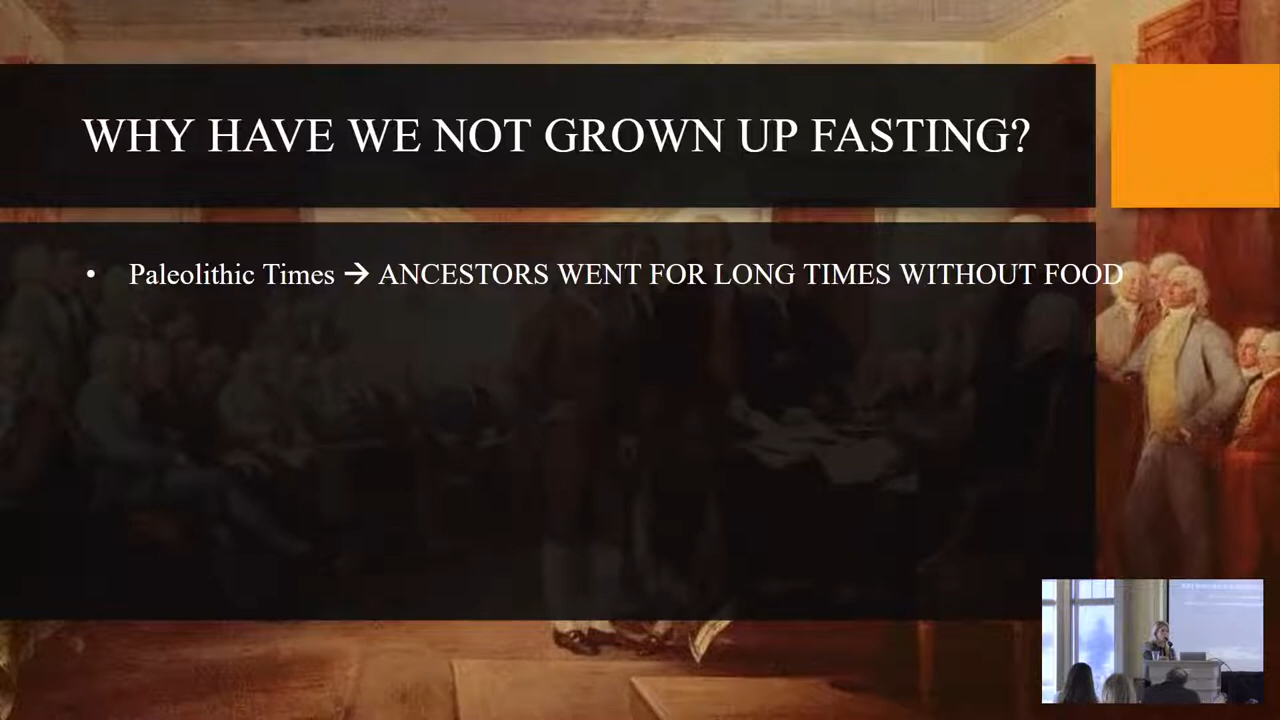 WHY HAVE WE NOT GROWN UP FASTING?
• Paleolithic Times → ANCESTORS WENT FOR LONG TIMES WITHOUT FOOD